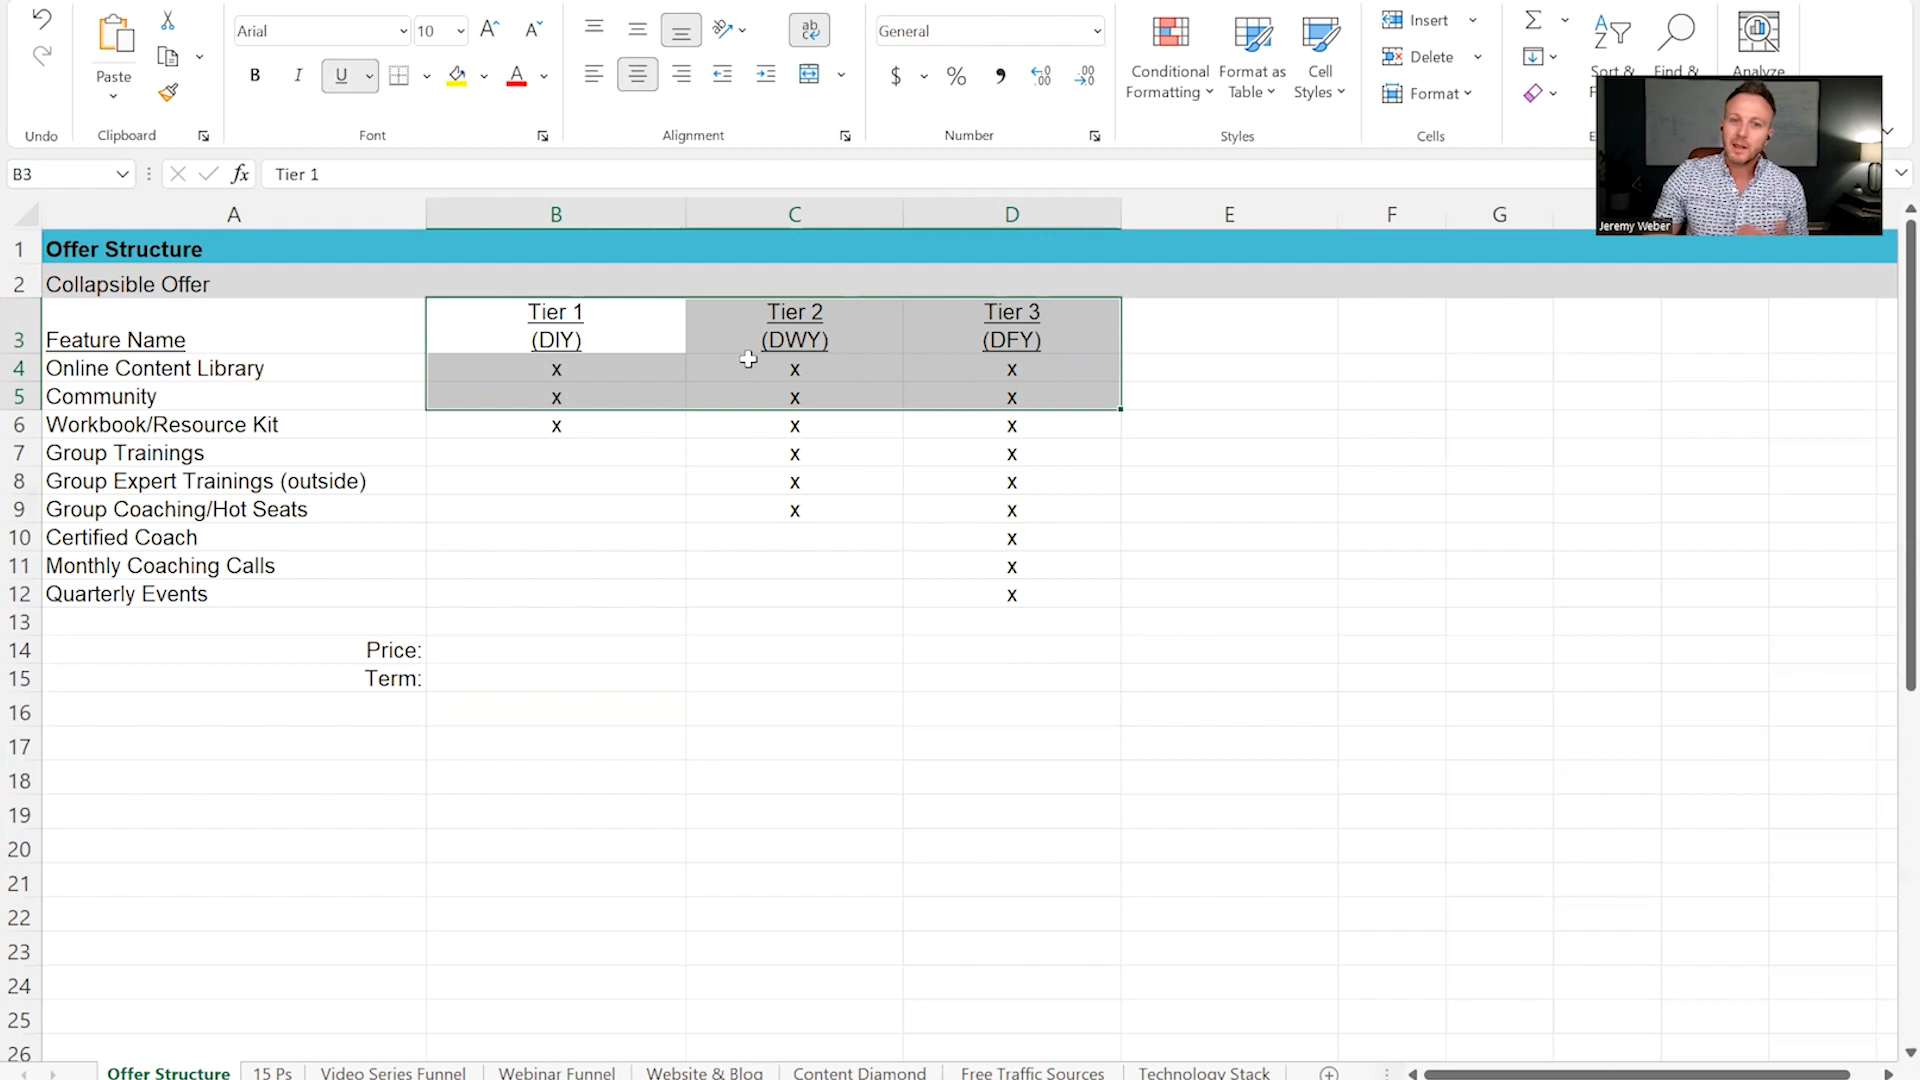 Arial
10
General
Paste
Conditional Formatting
Format as Table
Cell Styles
Insert
Delete
Format
Sort &
Find &
Analyze
Undo
Clipboard
Font
Alignment
Number
Styles
Cells
Jeremy Weber
B3
fx
Tier 1
A B C D E F G
1 Offer Structure
2 Collapsible Offer
3 Feature Name Tier 1 (DIY) Tier 2 (DWY) Tier 3 (DFY)
4 Online Content Library x x x
5 Community x x x
6 Workbook/Resource Kit x x x
7 Group Trainings x x
8 Group Expert Trainings (outside) x x
9 Group Coaching/Hot Seats x x
10 Certified Coach x
11 Monthly Coaching Calls x
12 Quarterly Events x
13
14 Price:
15 Term:
16
17
18
19
20
21
22
23
24
25
26
Offer Structure 15 Ps Video Series Funnel Webinar Funnel Website & Blog Content Diamond Free Traffic Sources Technology Stack